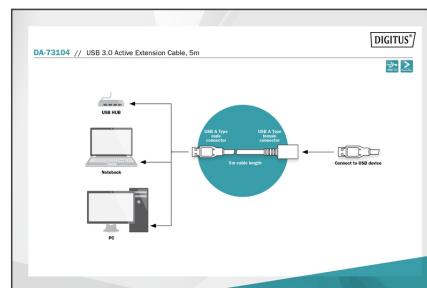 DIGITUS®
DA-73104 // USB 3.0 Active Extension Cable, 5m
USB HUB
Notebook
PC
USB A Type
male
connector
USB A Type
female
connector
5m cable length
Connect to USB device